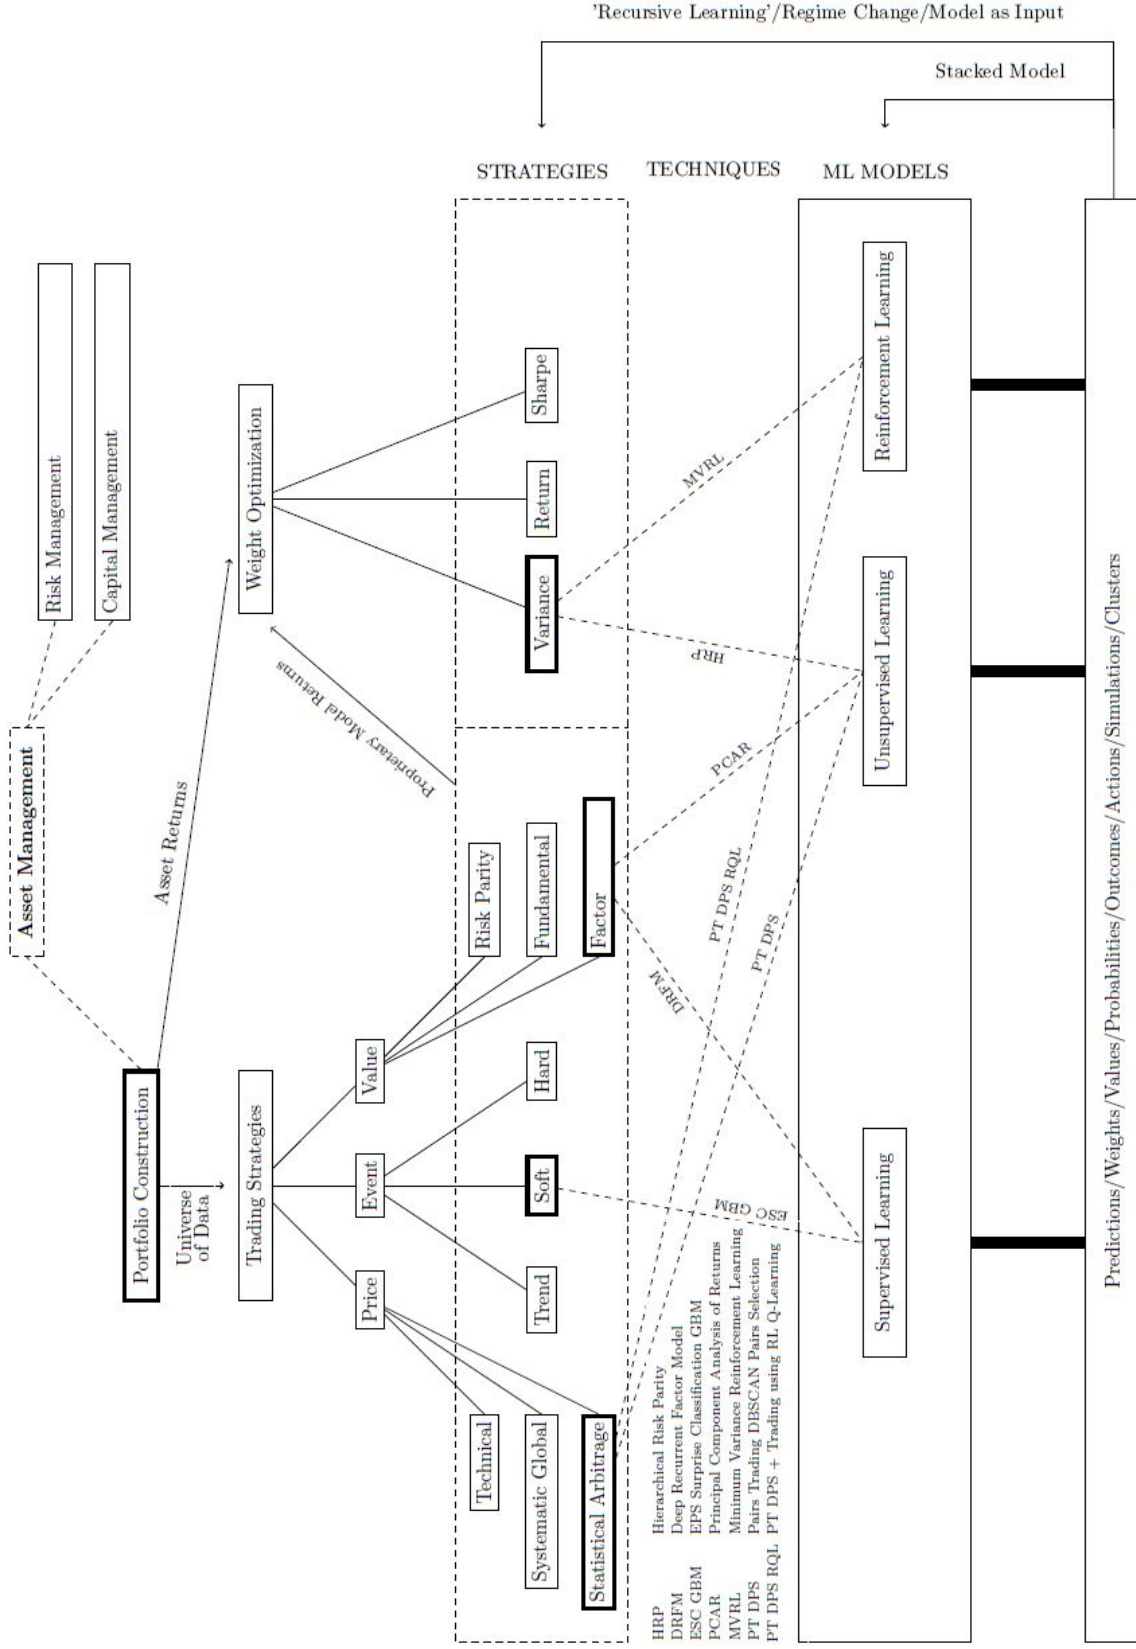 'Recursive Learning'/Regime Change/Model as Input
Stacked Model
STRATEGIES
TECHNIQUES
ML MODELS
Asset Management
Risk Management
Capital Management
Portfolio Construction
Asset Returns
Universe
of Data
Trading Strategies
Weight Optimization
Proprietary Model Returns
Price
Event
Value
Technical
Systematic Global
Statistical Arbitrage
Trend
Soft
Hard
Risk Parity
Fundamental
Factor
Variance
Return
Sharpe
ESC GBM
DRFM
PT DPS
PT DPS RQL
PCAR
HRP
MVRL
HRP Hierarchical Risk Parity
DRFM Deep Recurrent Factor Model
ESC GBM EPS Surprise Classification GBM
PCAR Principal Component Analysis of Returns
MVRL Minimum Variance Reinforcement Learning
PT DPS Pairs Trading DBSCAN Pairs Selection
PT DPS RQL PT DPS + Trading using RL Q-Learning
Supervised Learning
Unsupervised Learning
Reinforcement Learning
Predictions/Weights/Values/Probabilities/Outcomes/Actions/Simulations/Clusters